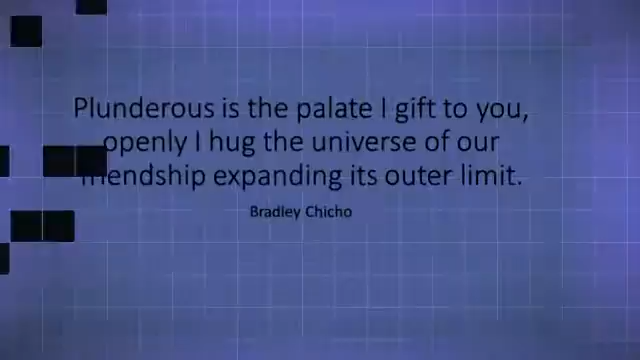 Plunderous is the palate I gift to you,
openly I hug the universe of our
friendship expanding its outer limit.
Bradley Chicho